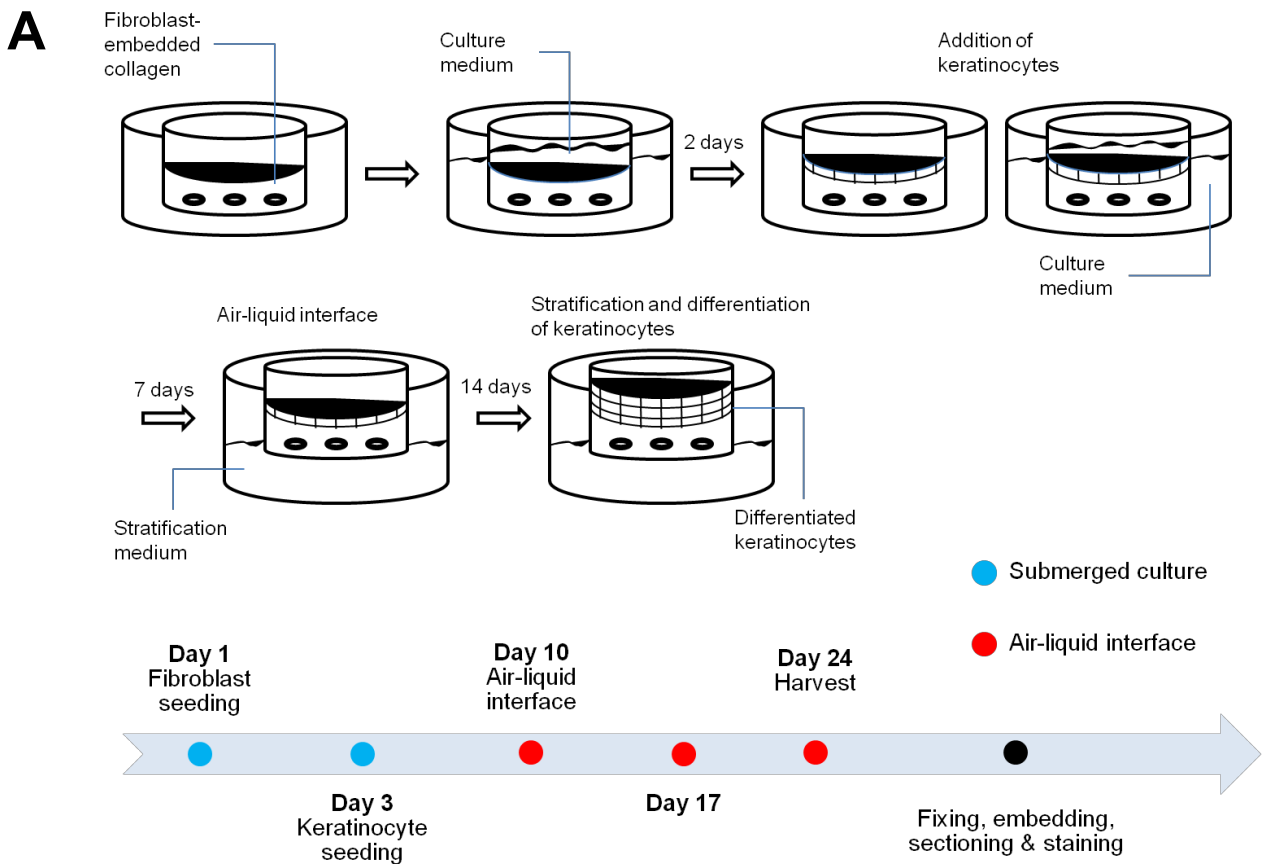 A
Fibroblast-
embedded
collagen
Culture
medium
Addition of
keratinocytes
2 days
Culture
medium
Air-liquid interface
Stratification and differentiation
of keratinocytes
7 days
14 days
Stratification
medium
Differentiated
keratinocytes
Submerged culture
Air-liquid interface
Day 1
Fibroblast
seeding
Day 10
Air-liquid
interface
Day 24
Harvest
Day 3
Keratinocyte
seeding
Day 17
Fixing, embedding,
sectioning & staining